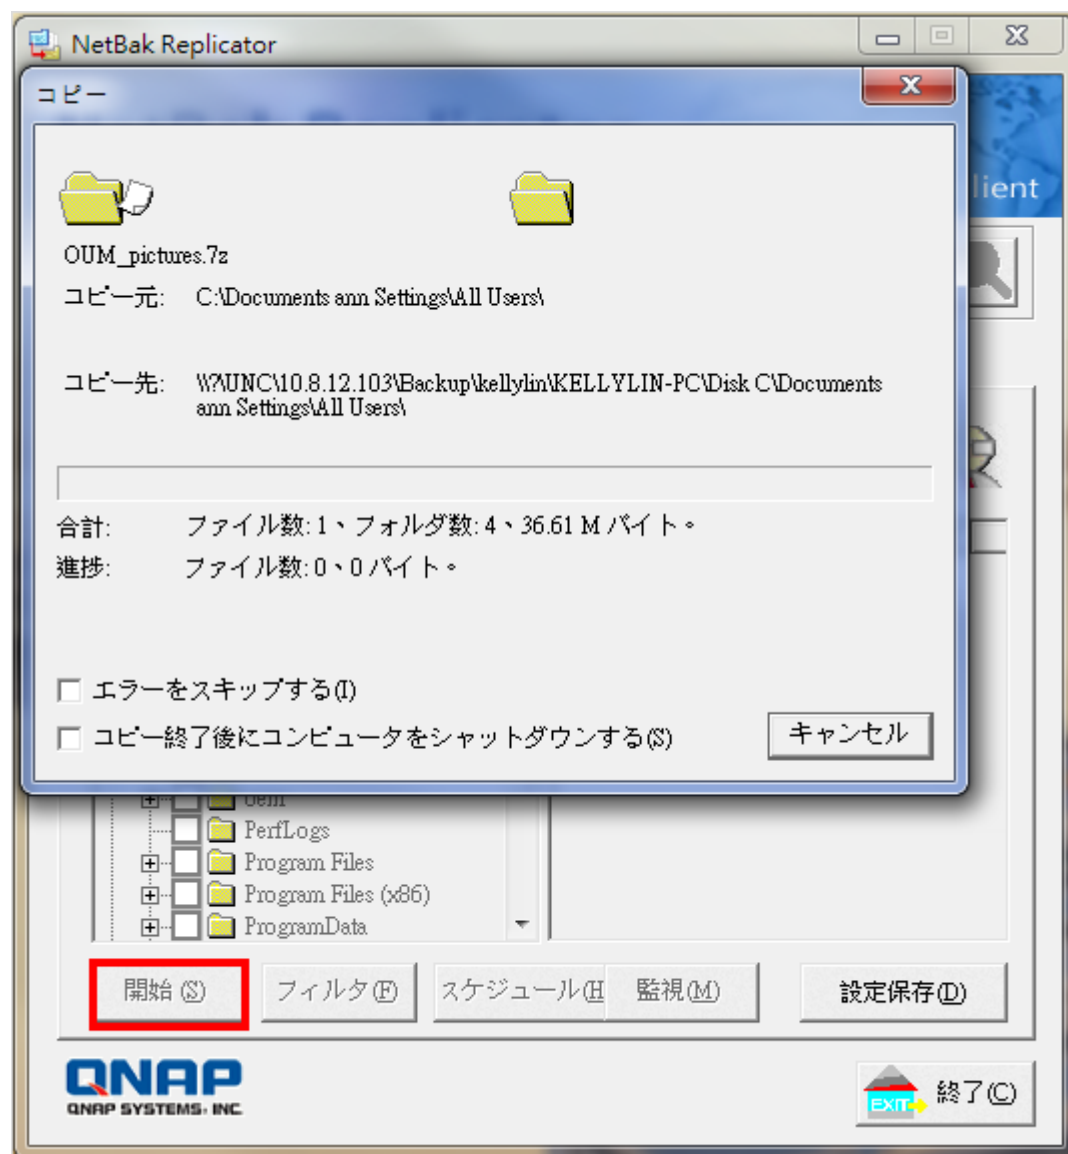 NetBak Replicator
コピー
lient
OUM_pictures.7z
コピー元: C:\Documents ann Settings\All Users\
コピー先: \\?\UNC\10.8.12.103\Backup\kellylin\KELLYLIN-PC\Disk C\Documents
ann Settings\All Users\
合計: ファイル数: 1、フォルダ数: 4、36.61 M バイト。
進捗: ファイル数: 0、0 バイト。
エラーをスキップする(I)
コピー終了後にコンピュータをシャットダウンする(S)
キャンセル
oem
PerfLogs
Program Files
Program Files (x86)
ProgramData
開始 (S)
フィルタ(F)
スケジュール(H
監視(M)
設定保存(D)
QNAP
QNAP SYSTEMS, INC.
EXIT
終了(C)